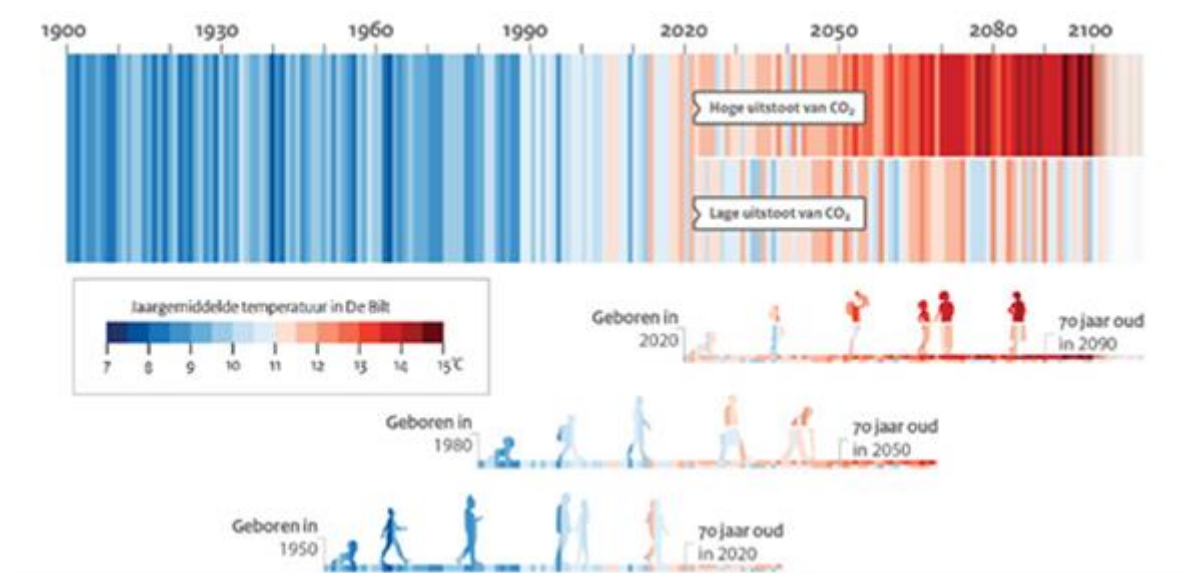 1900 1930 1960 1990 2020 2050 2080 2100
Hoge uitstoot van CO₂
Lage uitstoot van CO₂
Jaargemiddelde temperatuur in De Bilt
7 8 9 10 11 12 13 14 15°C
Geboren in
2020
70 jaar oud
in 2090
Geboren in
1980
70 jaar oud
in 2050
Geboren in
1950
70 jaar oud
in 2020